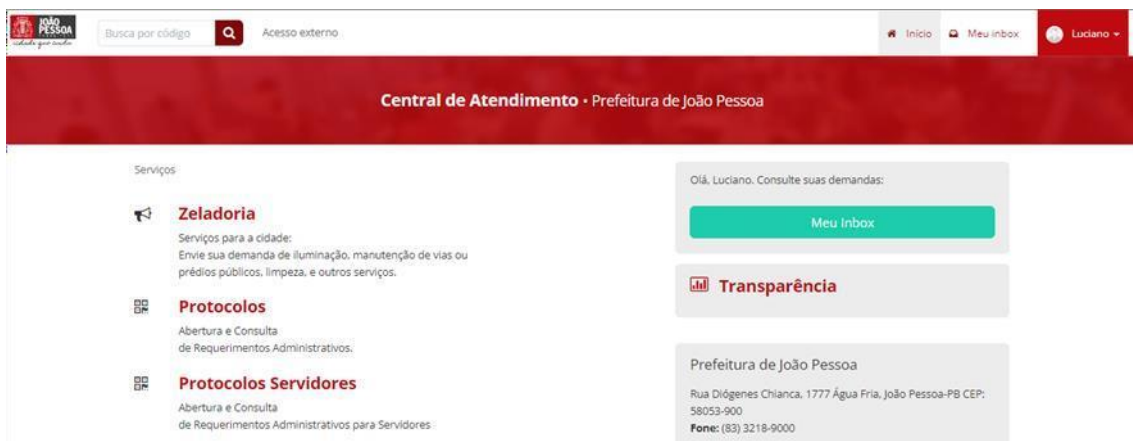 JOÃO
PESSOA
cidade que cuida
Busca por código
Acesso externo
Início
Meu inbox
Luciano
Central de Atendimento • Prefeitura de João Pessoa
Serviços
Zeladoria
Serviços para a cidade:
Envie sua demanda de iluminação, manutenção de vias ou
prédios públicos, limpeza, e outros serviços.
Protocolos
Abertura e Consulta
de Requerimentos Administrativos.
Protocolos Servidores
Abertura e Consulta
de Requerimentos Administrativos para Servidores
Olá, Luciano. Consulte suas demandas:
Meu Inbox
Transparência
Prefeitura de João Pessoa
Rua Diógenes Chianca, 1777 Água Fria, João Pessoa-PB CEP:
58053-900
Fone: (83) 3218-9000